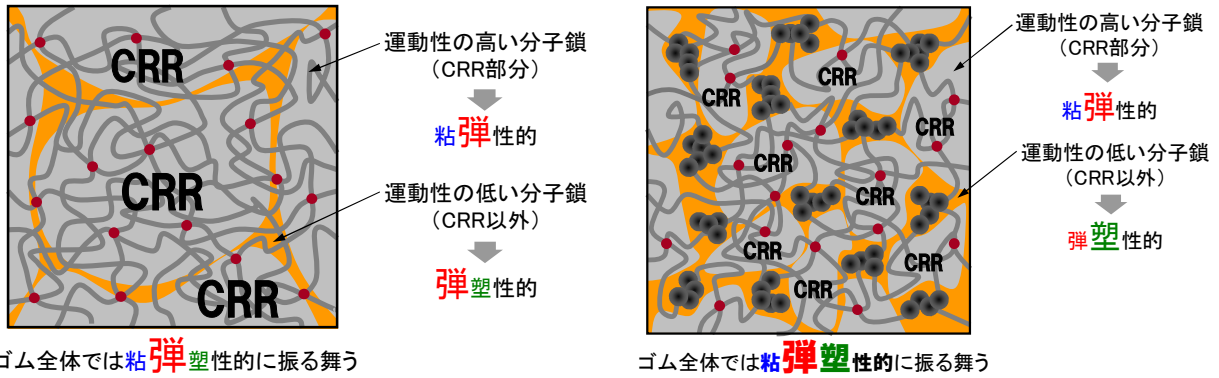 CRR
CRR
CRR
運動性の高い分子鎖
（CRR部分）
粘弾性的
運動性の低い分子鎖
（CRR以外）
弾塑性的
ゴム全体では粘弾塑性的に振る舞う
CRR
CRR
CRR
CRR
CRR
CRR
CRR
CRR
運動性の高い分子鎖
（CRR部分）
粘弾性的
運動性の低い分子鎖
（CRR以外）
弾塑性的
ゴム全体では粘弾塑性的に振る舞う